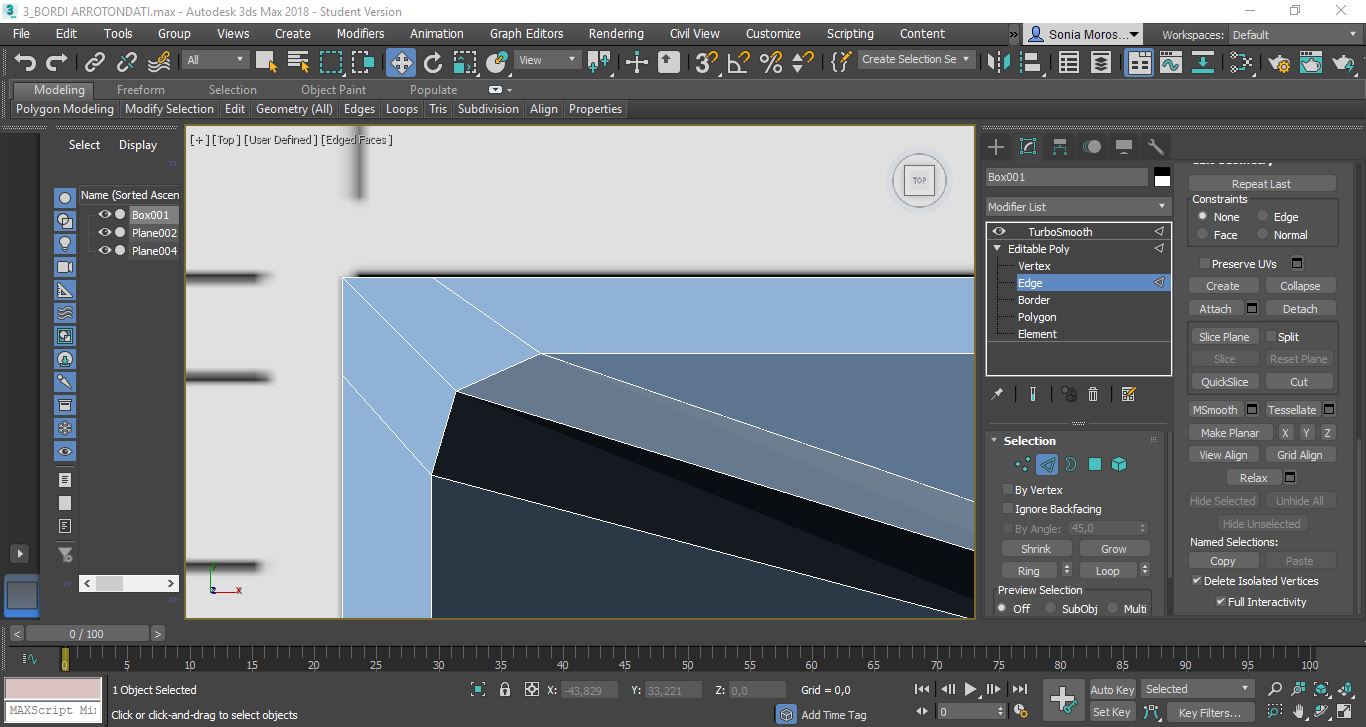 3_BORDI ARROTONDATI.max - Autodesk 3ds Max 2018 - Student Version
File Edit Tools Group Views Create Modifiers Animation Graph Editors Rendering Civil View Customize Scripting Content » Sonia Moros... Workspaces: Default
All View Create Selection Se
Modeling Freeform Selection Object Paint Populate
Polygon Modeling Modify Selection Edit Geometry (All) Edges Loops Tris Subdivision Align Properties
Select Display
Name (Sorted Ascen
Box001
Plane002
Plane004
[+] [Top ] [User Defined ] [Edged Faces ]
TOP
y
x
Box001
Modifier List
TurboSmooth
Editable Poly
Vertex
Edge
Border
Polygon
Element
Selection
By Vertex
Ignore Backfacing
By Angle: 45,0
Shrink Grow
Ring Loop
Preview Selection
Off SubObj Multi
Repeat Last
Constraints
None Edge
Face Normal
Preserve UVs
Create Collapse
Attach Detach
Slice Plane Split
Slice Reset Plane
QuickSlice Cut
MSmooth Tessellate
Make Planar X Y Z
View Align Grid Align
Relax
Hide Selected Unhide All
Hide Unselected
Named Selections:
Copy Paste
Delete Isolated Vertices
Full Interactivity
< 0 / 100 >
0 5 10 15 20 25 30 35 40 45 50 55 60 65 70 75 80 85 90 95 100
1 Object Selected X: -43,829 Y: 33,221 Z: 0,0 Grid = 0,0 Auto Key Selected
MAXScript Mi
Click or click-and-drag to select objects Add Time Tag 0 Set Key Key Filters...